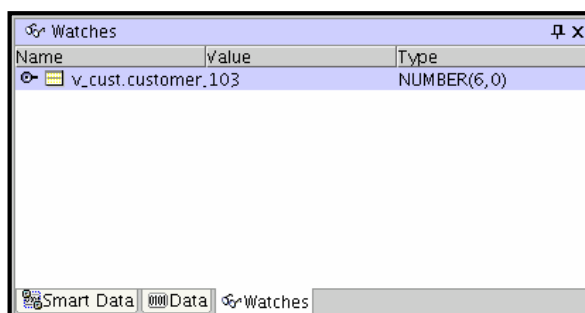 Watches
Name Value Type
v_cust.customer_103 NUMBER(6,0)
Smart Data Data Watches